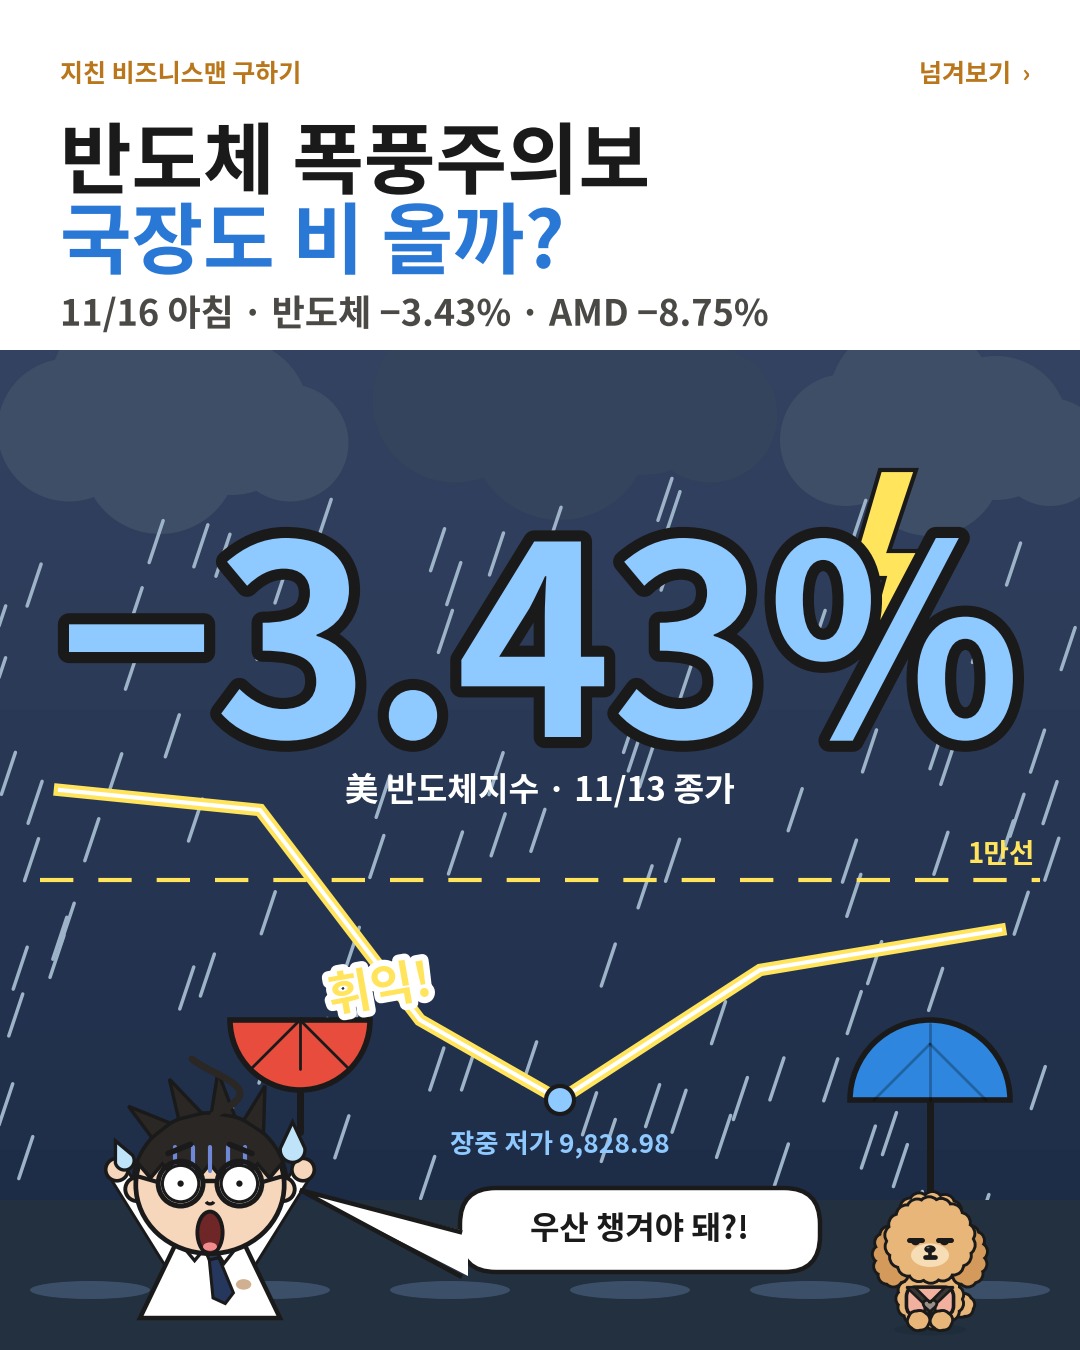 지친 비즈니스맨 구하기
넘겨보기 ›
반도체 폭풍주의보
국장도 비 올까?
11/16 아침 · 반도체 −3.43% · AMD −8.75%
−3.43%
美 반도체지수 · 11/13 종가
1만선
휘익!
장중 저가 9,828.98
우산 챙겨야 돼?!